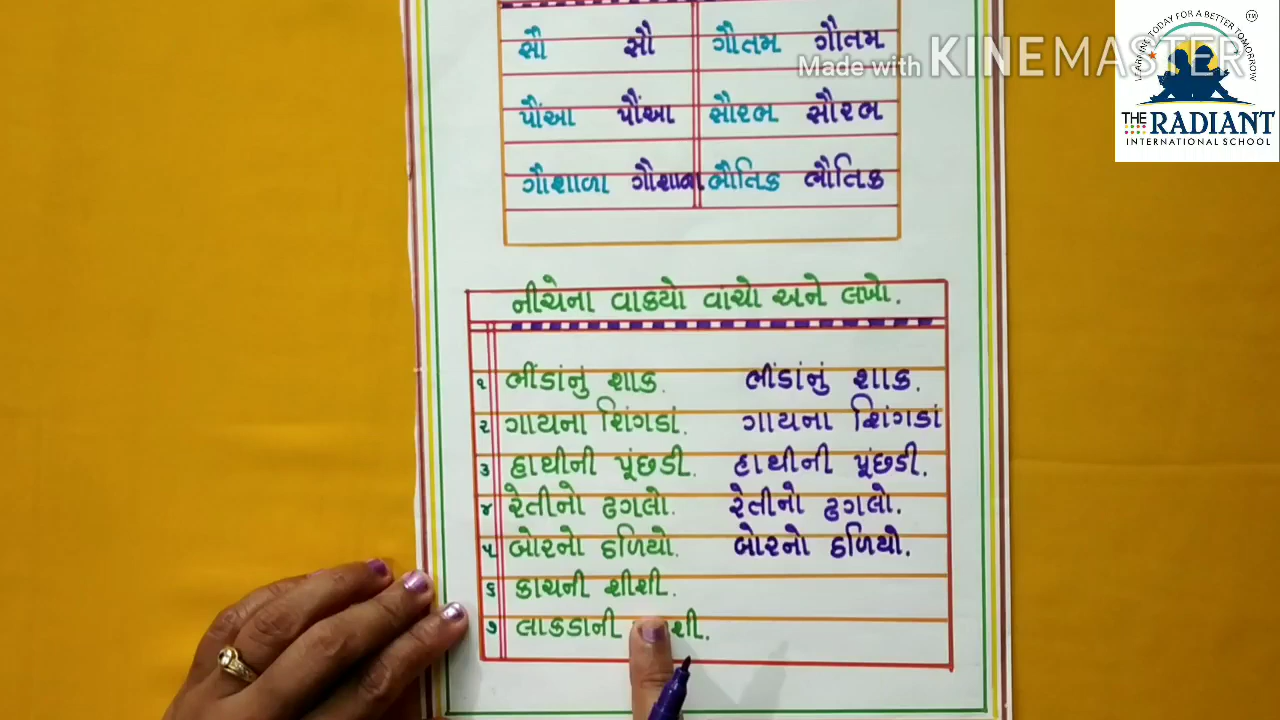 સૌ સૌ ગૌતમ ગૌતમ
પૌંઆ પૌંઆ સૌરભ સૌરભ
ગૌશાળા ગૌશાળા ભૌતિક ભૌતિક
નીચેના વાક્યો વાંચો અને લખો.
૧ ભીંડાંનું શાક. ભીંડાંનું શાક.
૨ ગાયના શિંગડાં. ગાયના શિંગડાં
૩ હાથીની પૂંછડી. હાથીની પૂંછડી.
૪ રેતીનો ઢગલો. રેતીનો ઢગલો.
૫ બોરનો ઠળિયો. બોરનો ઠળિયો.
૬ કાચની શીશી.
૭ લાકડાની
Made with KINEMASTER
LEARNING TODAY FOR A BETTER TOMORROW
TM
THE RADIANT
INTERNATIONAL SCHOOL